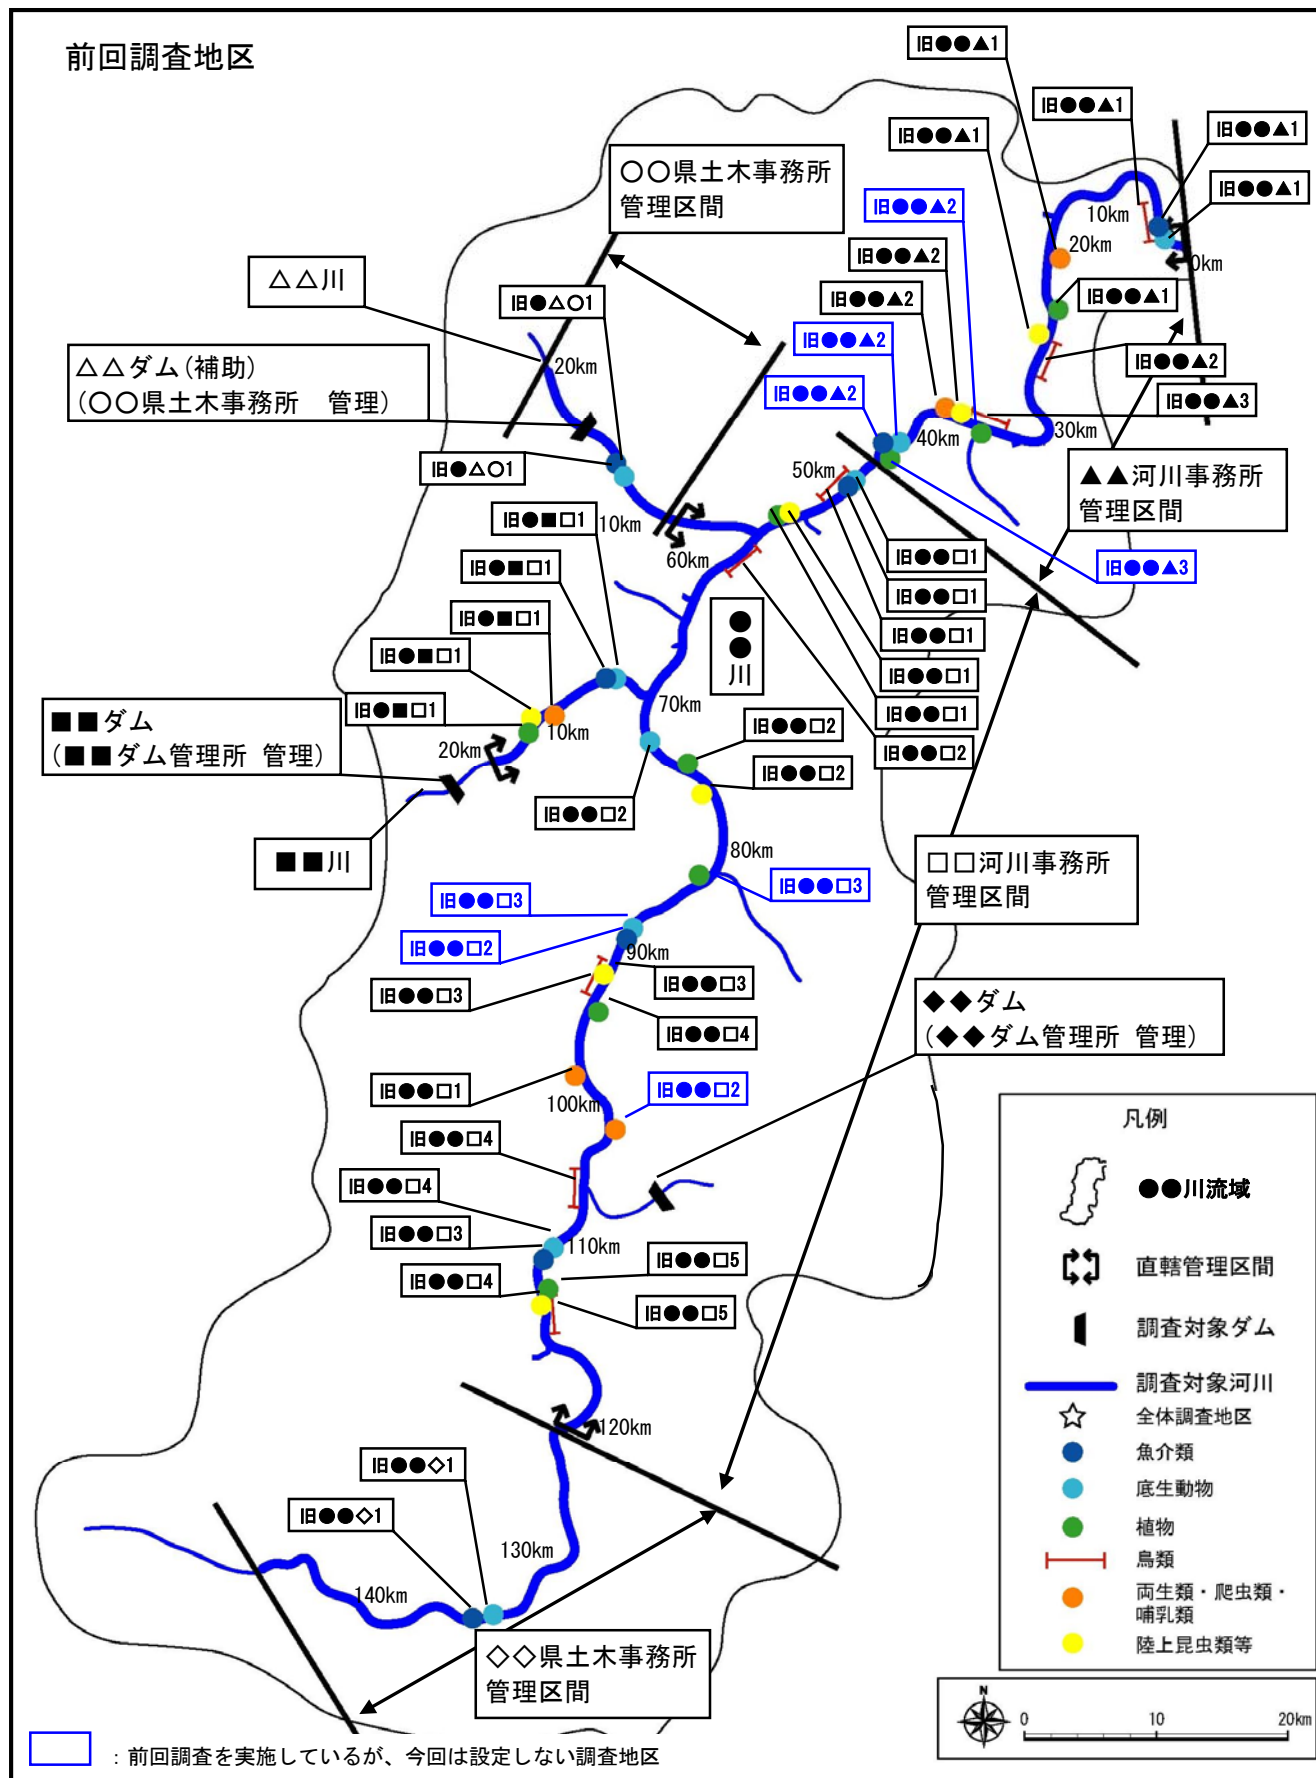 前回調査地区
旧●●▲1
旧●●▲1
旧●●▲1
旧●●▲1
旧●●▲1
○○県土木事務所
管理区間
旧●●▲2
10km
20km
0km
旧●●▲2
△△川
旧●△○1
旧●●▲2
旧●●▲1
旧●●▲2
20km
旧●●▲2
旧●●▲2
△△ダム(補助)
(○○県土木事務所 管理)
旧●●▲3
40km
30km
旧●△○1
50km
▲▲河川事務所
管理区間
旧●■□1
10km
60km
旧●●□1
旧●●▲3
旧●■□1
旧●●□1
旧●■□1
●●川
旧●●□1
旧●■□1
旧●●□1
旧●■□1
70km
旧●●□1
■■ダム
(■■ダム管理所 管理)
10km
20km
旧●●□2
旧●●□2
旧●●□2
旧●●□2
■■川
80km
□□河川事務所
管理区間
旧●●□3
旧●●□3
旧●●□2
90km
旧●●□3
旧●●□3
◆◆ダム
(◆◆ダム管理所 管理)
旧●●□4
旧●●□1
100km
旧●●□2
旧●●□4
旧●●□4
旧●●□3
110km
旧●●□4
旧●●□5
旧●●□5
120km
旧●●◇1
旧●●◇1
130km
140km
◇◇県土木事務所
管理区間
凡例
●●川流域
直轄管理区間
調査対象ダム
調査対象河川
全体調査地区
魚介類
底生動物
植物
鳥類
両生類・爬虫類・
哺乳類
陸上昆虫類等
N
0 10 20km
：前回調査を実施しているが、今回は設定しない調査地区